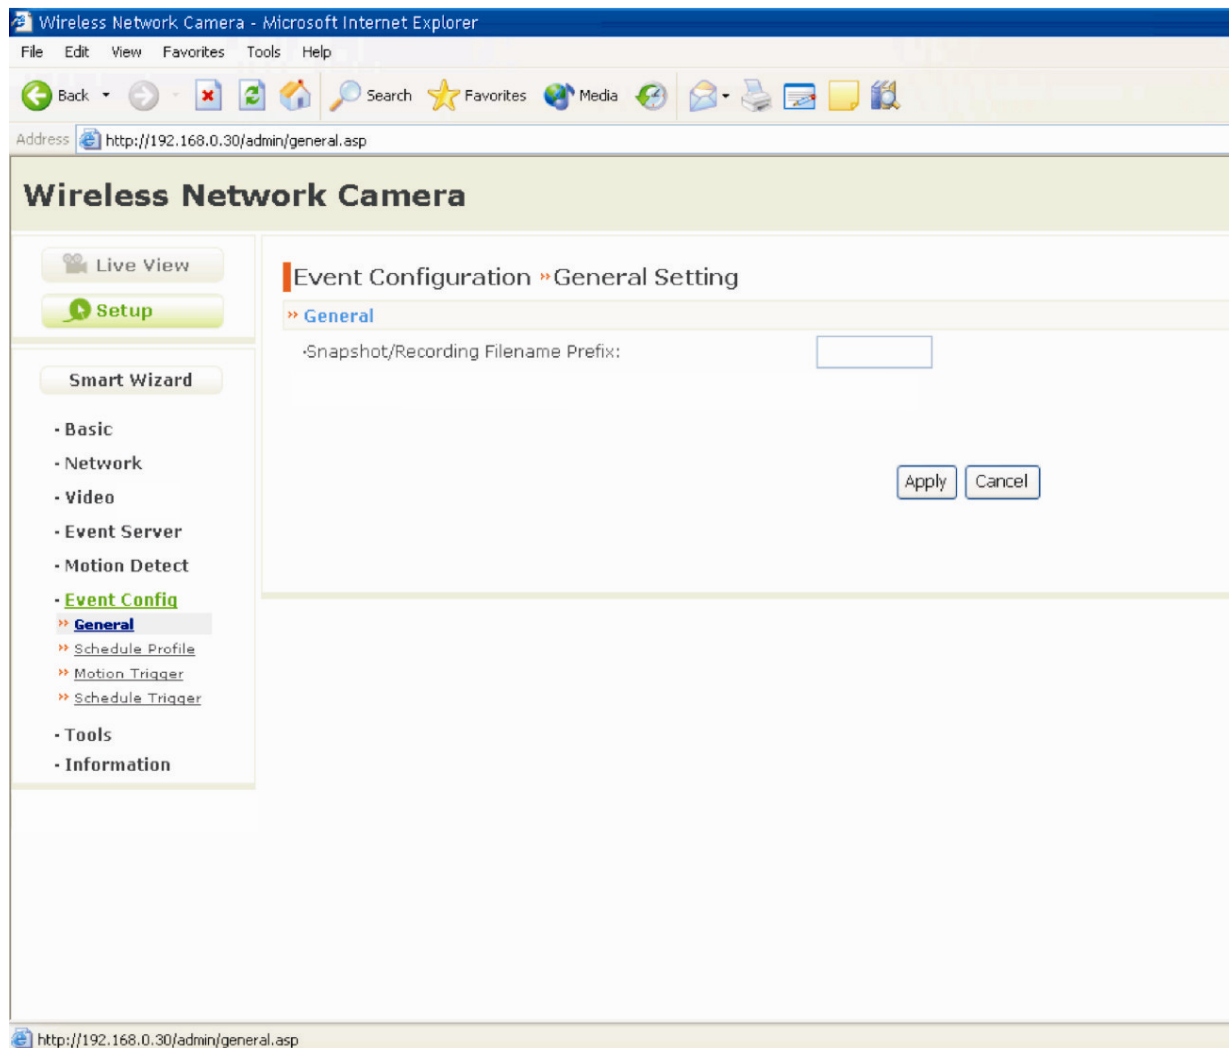 Wireless Network Camera - Microsoft Internet Explorer
File Edit View Favorites Tools Help
Back Search Favorites Media
Address http://192.168.0.30/admin/general.asp
Wireless Network Camera
Live View
Setup
Smart Wizard
· Basic
· Network
· Video
· Event Server
· Motion Detect
· Event Config
» General
» Schedule Profile
» Motion Trigger
» Schedule Trigger
· Tools
· Information
Event Configuration » General Setting
» General
·Snapshot/Recording Filename Prefix:
Apply Cancel
http://192.168.0.30/admin/general.asp